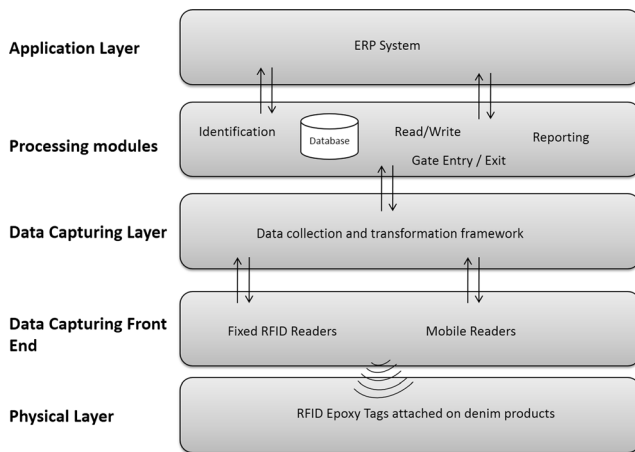 Application Layer
ERP System
Processing modules
Identification
Database
Read/Write
Reporting
Gate Entry / Exit
Data Capturing Layer
Data collection and transformation framework
Data Capturing Front
End
Fixed RFID Readers
Mobile Readers
Physical Layer
RFID Epoxy Tags attached on denim products